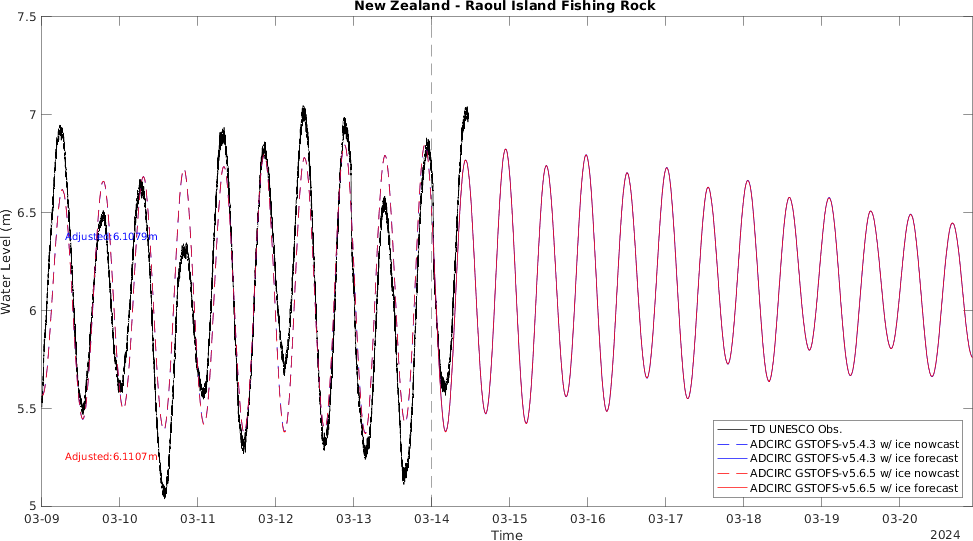 New Zealand - Raoul Island Fishing Rock
7.5
7
6.5
6
5.5
5
Water Level (m)
Adjusted:6.1079m
Adjusted:6.1107m
TD UNESCO Obs.
ADCIRC GSTOFS-v5.4.3 w/ ice nowcast
ADCIRC GSTOFS-v5.4.3 w/ ice forecast
ADCIRC GSTOFS-v5.6.5 w/ ice nowcast
ADCIRC GSTOFS-v5.6.5 w/ ice forecast
03-09 03-10 03-11 03-12 03-13 03-14 03-15 03-16 03-17 03-18 03-19 03-20
Time
2024